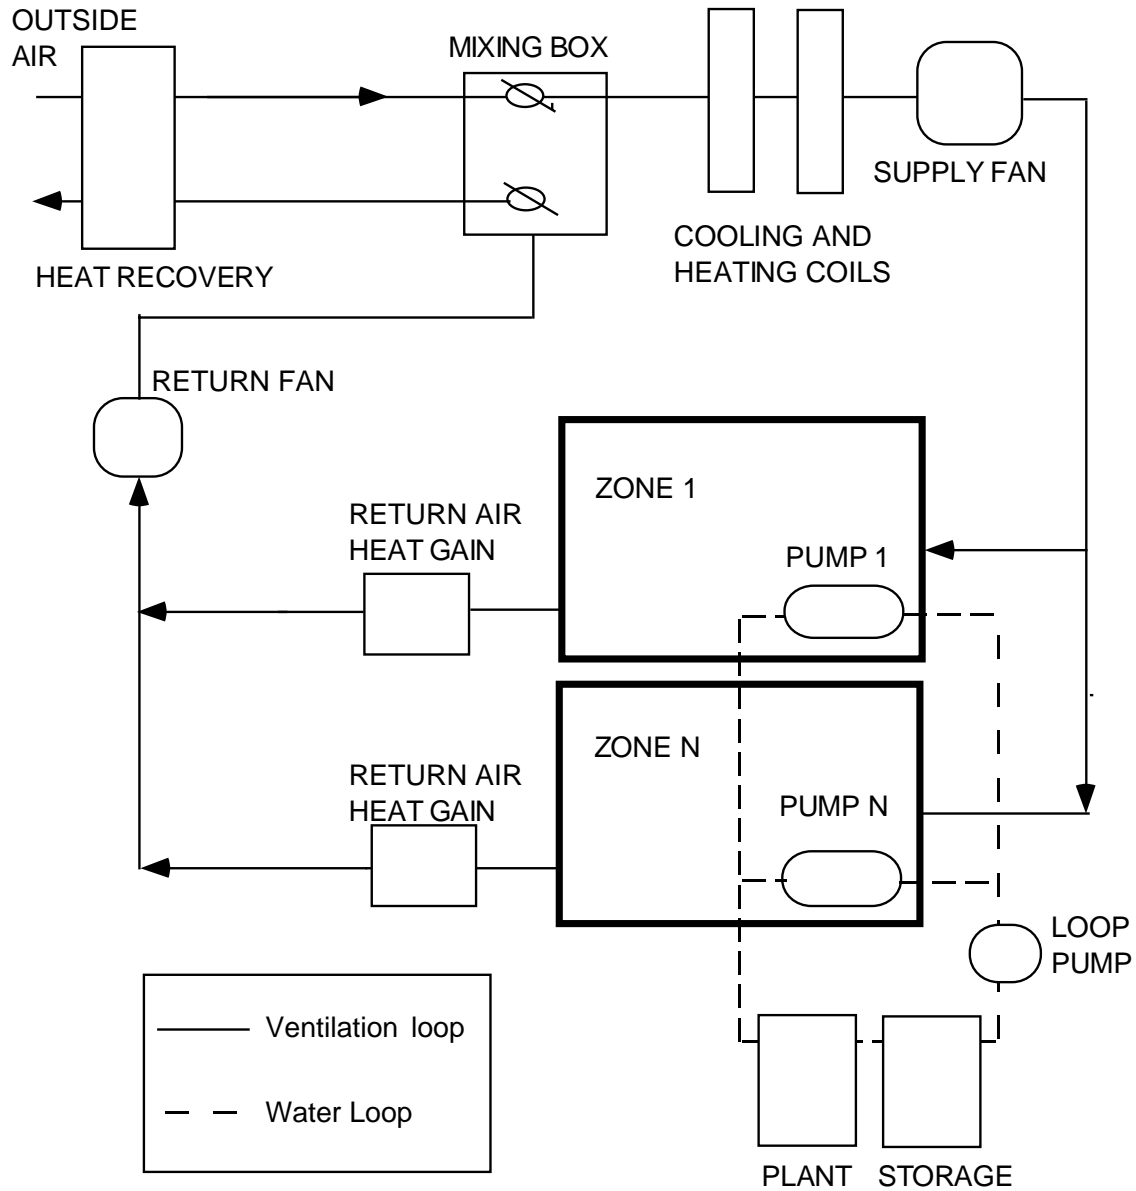 OUTSIDE
AIR
MIXING BOX
SUPPLY FAN
COOLING AND
HEATING COILS
HEAT RECOVERY
RETURN FAN
ZONE 1
RETURN AIR
HEAT GAIN
PUMP 1
ZONE N
RETURN AIR
HEAT GAIN
PUMP N
LOOP
PUMP
Ventilation loop
Water Loop
PLANT
STORAGE